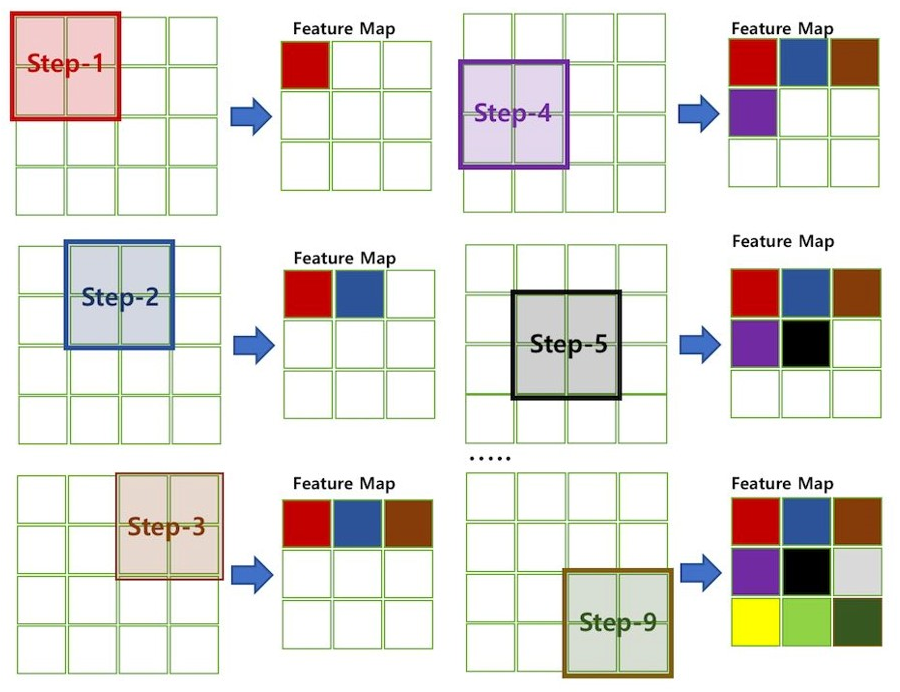 Step-1
Feature Map
Step-4
Feature Map
Step-2
Feature Map
Step-5
Feature Map
.....
Step-3
Feature Map
Step-9
Feature Map